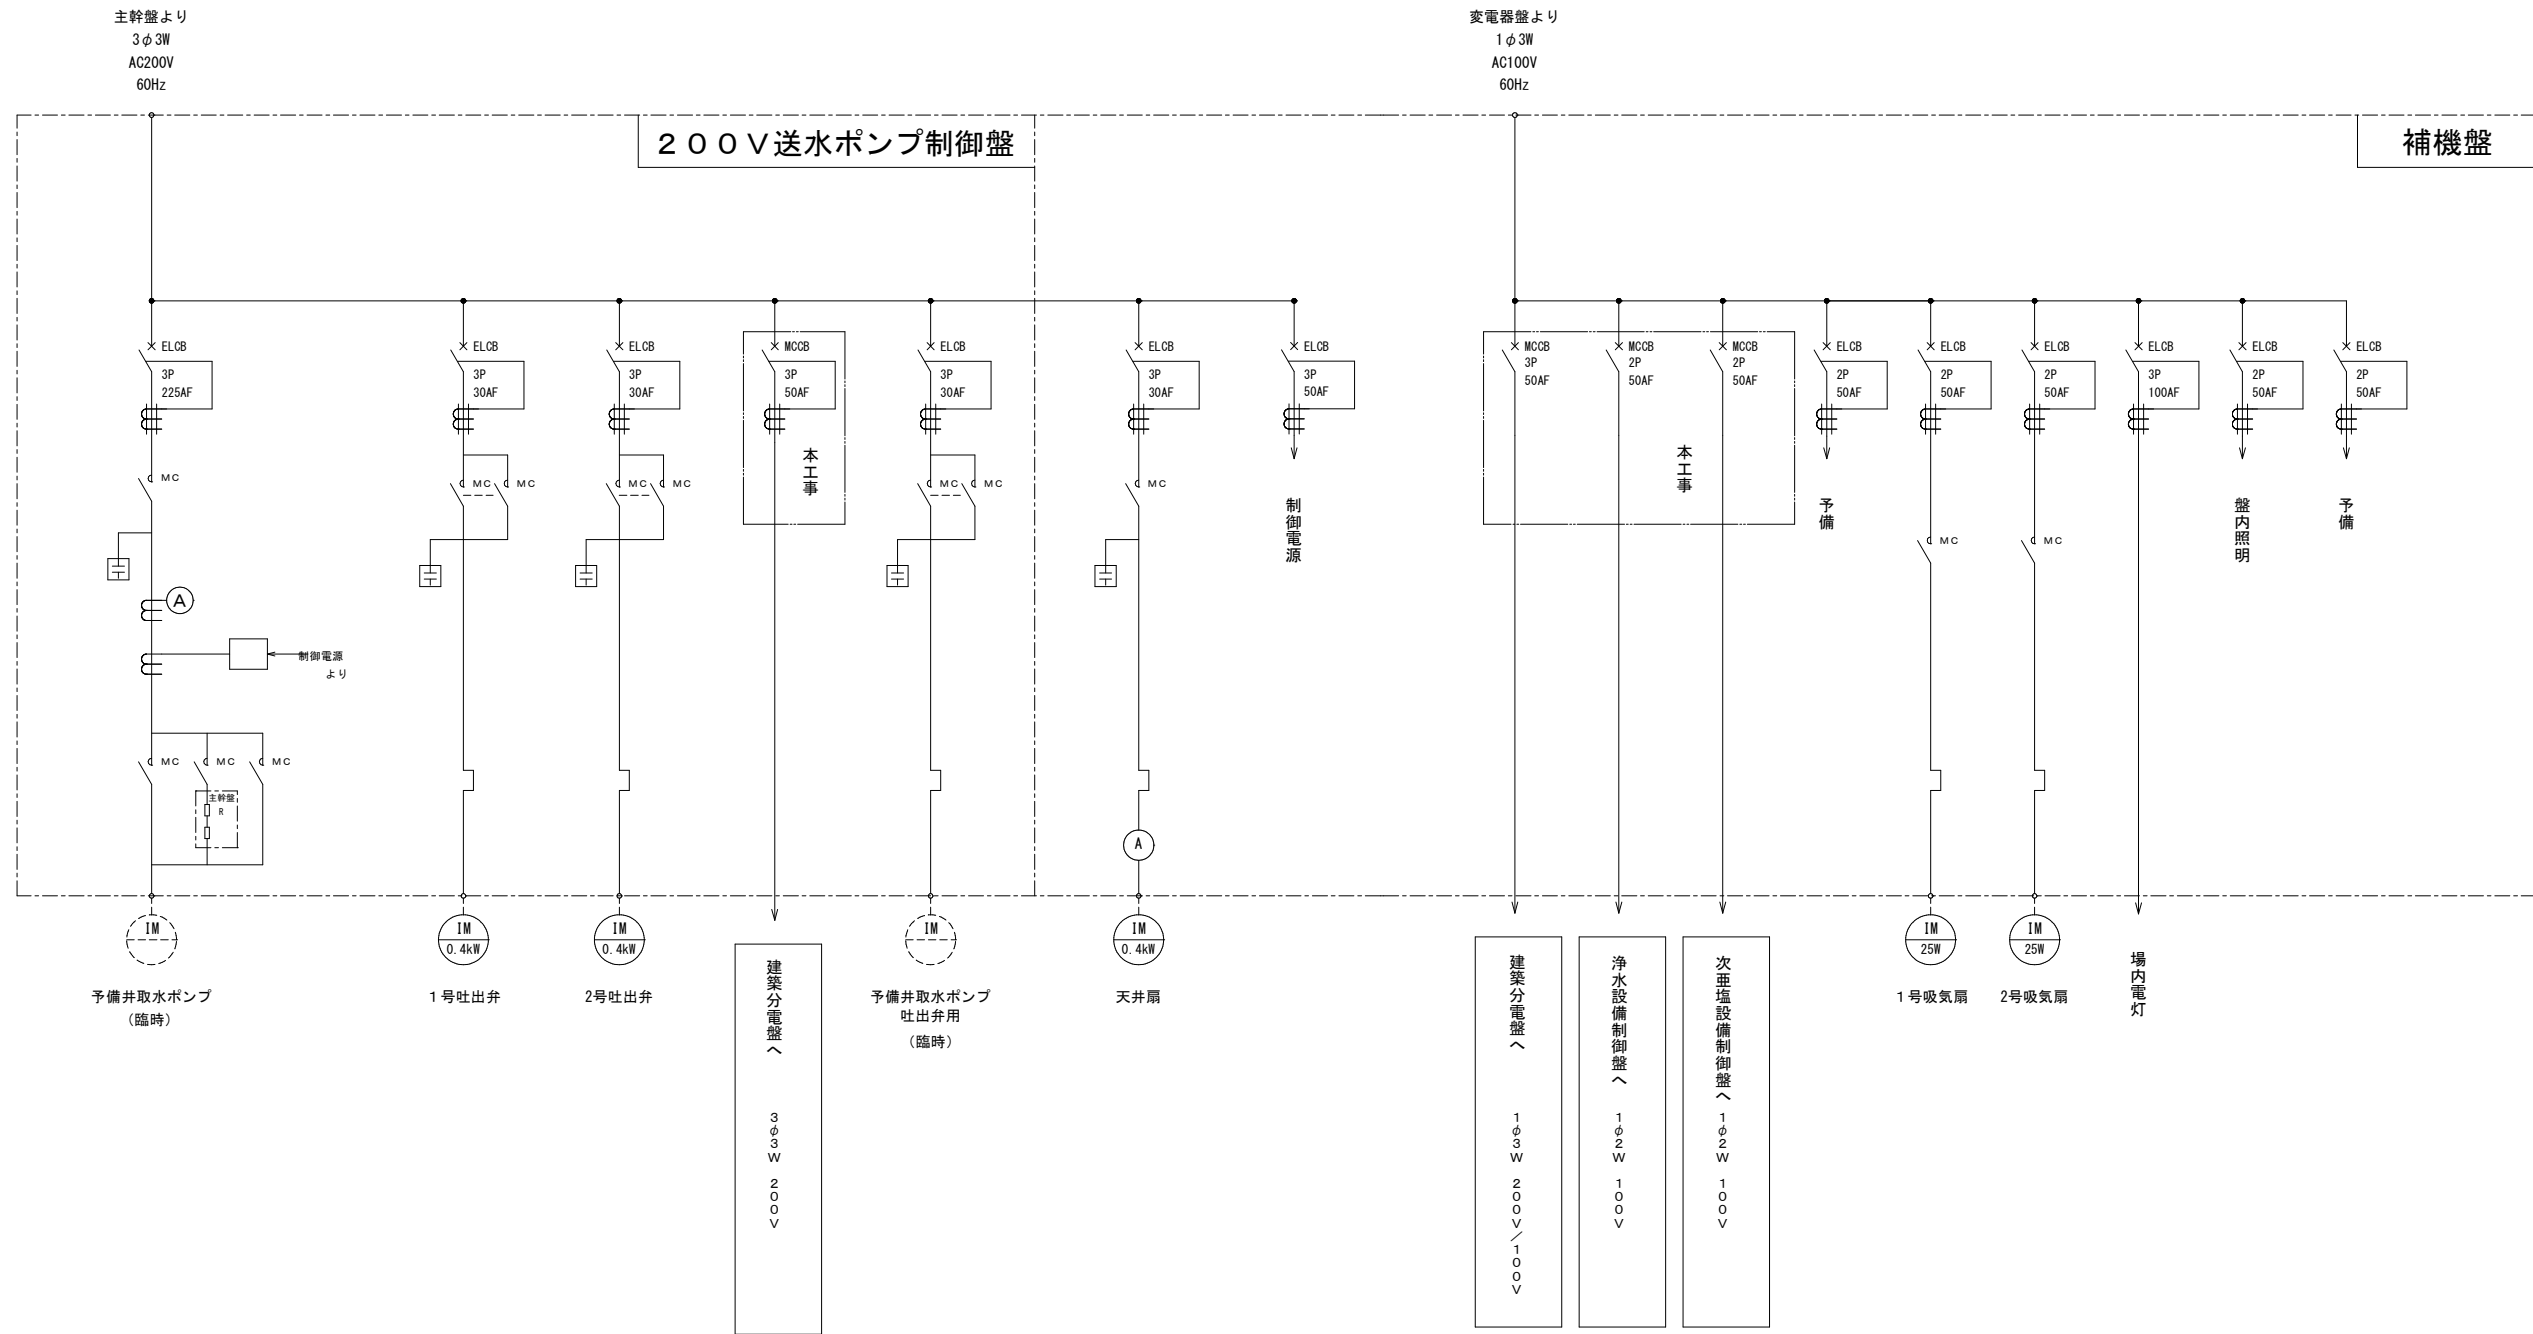 主幹盤より
3φ3W
AC200V
60Hz
変電器盤より
1φ3W
AC100V
60Hz
２００Ｖ送水ポンプ制御盤
補機盤
ELCB
3P
225AF
ELCB
3P
30AF
ELCB
3P
30AF
MCCB
3P
50AF
ELCB
3P
30AF
ELCB
3P
30AF
ELCB
3P
50AF
MCCB
3P
50AF
MCCB
2P
50AF
MCCB
2P
50AF
ELCB
2P
50AF
ELCB
2P
50AF
ELCB
2P
50AF
ELCB
3P
100AF
ELCB
2P
50AF
ELCB
2P
50AF
本工事
本工事
MC
MC
MC
MC
MC
MC
MC
MC
制御電源
予備
盤内照明
予備
MC
MC
A
制御電源
より
MC
MC
MC
主幹盤
R
A
IM
IM
0.4kW
IM
0.4kW
IM
IM
0.4kW
IM
25W
IM
25W
予備井取水ポンプ
（臨時）
1号吐出弁
2号吐出弁
建築分電盤へ 3φ3W 200V
予備井取水ポンプ
吐出弁用
（臨時）
天井扇
建築分電盤へ 1φ3W 200V／100V
浄水設備制御盤へ 1φ2W 100V
次亜塩設備制御盤へ 1φ2W 100V
1号吸気扇
2号吸気扇
場内電灯